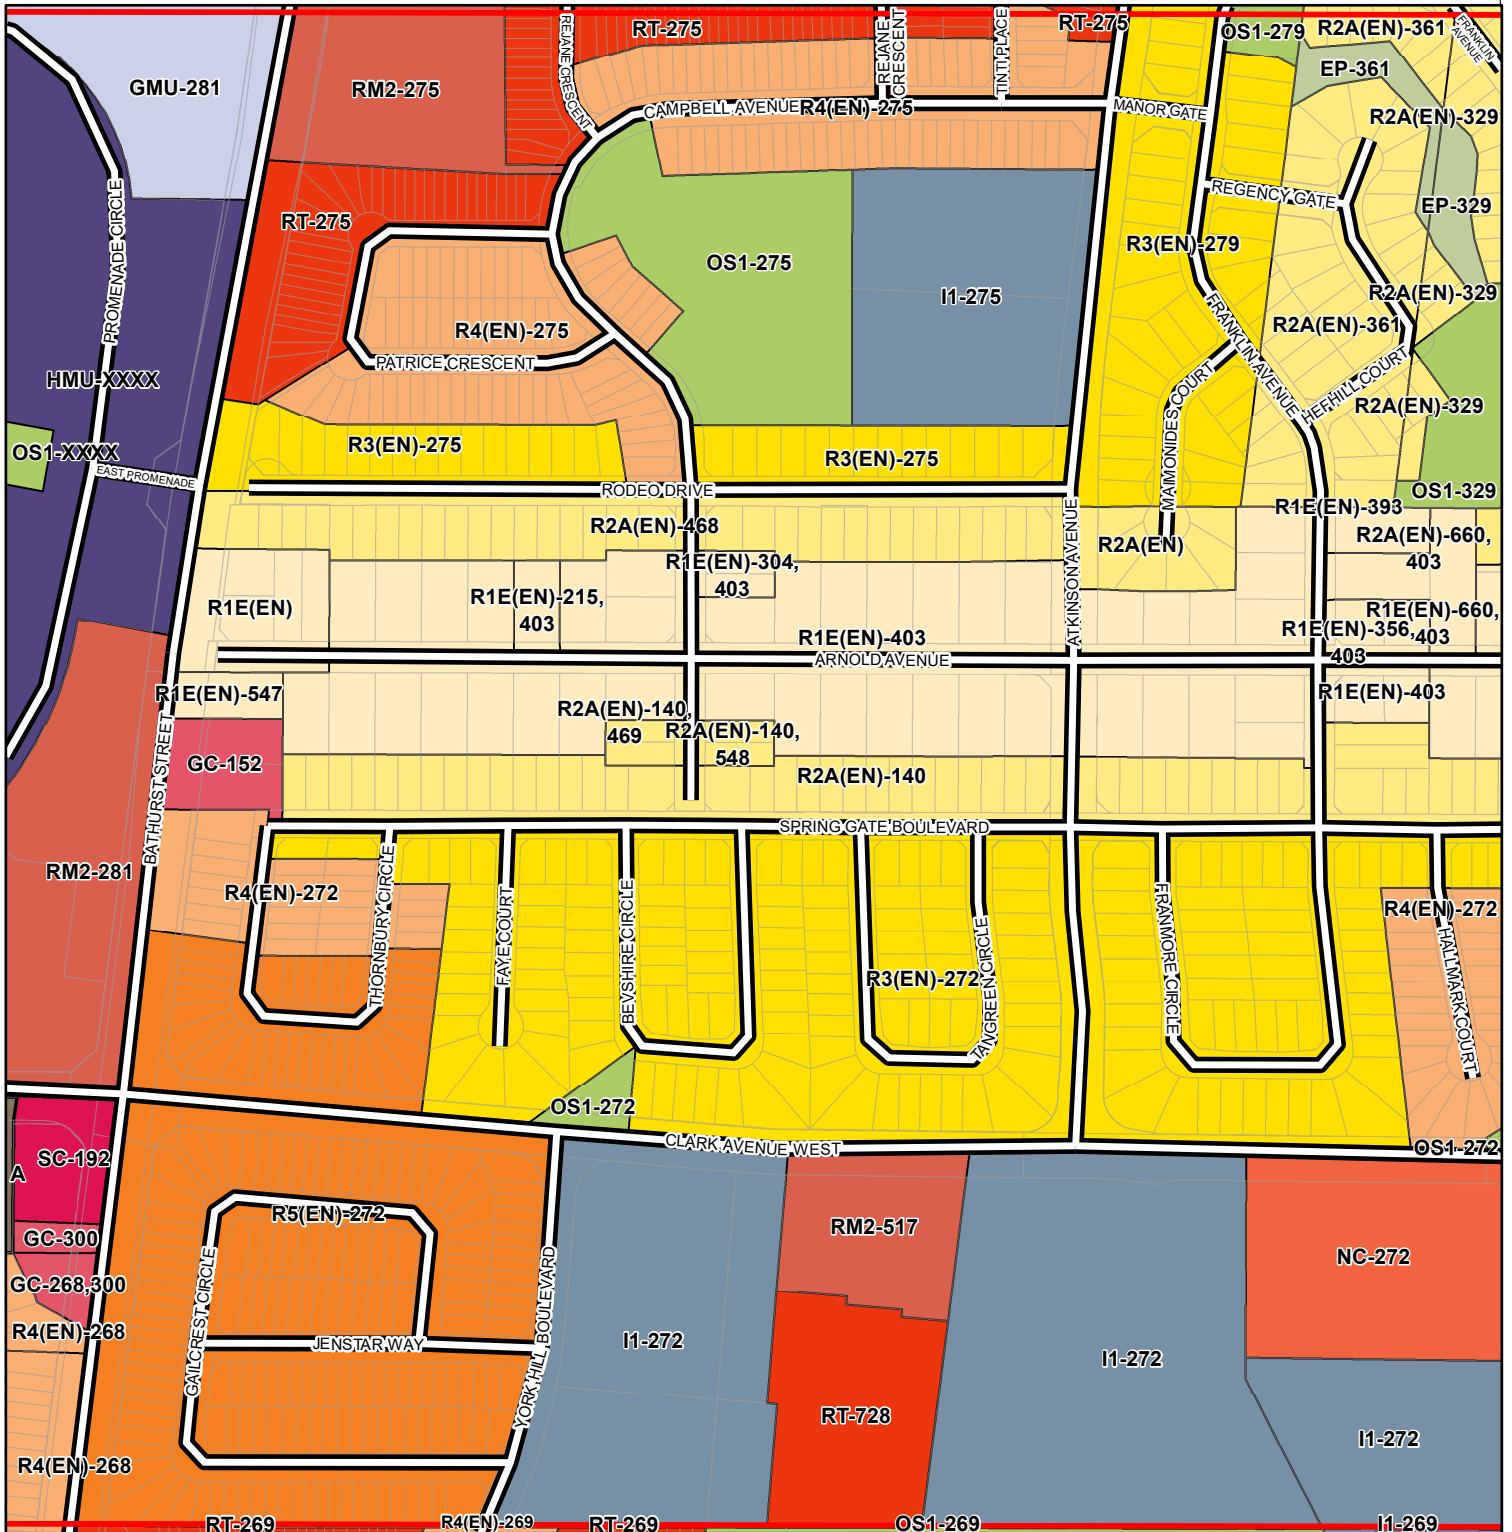 RT-275
RT-275
OS1-279
R2A(EN)-361
FRANKLIN
AVENUE
GMU-281
RM2-275
REJANE CRESCENT
TREJANE
CRESCENT
TINTI PLACE
EP-361
CAMPBELL AVENUE
R4(EN)-275
MANOR GATE
R2A(EN)-329
REGENCY GATE
EP-329
RT-275
PROMENADE CIRCLE
OS1-275
I1-275
R3(EN)-279
R2A(EN)-329
R4(EN)-275
R2A(EN)-361
FRANKLIN AVENUE
PATRICE CRESCENT
HMU-XXXX
MAIMONIDES COURT
HEFHILL COURT
R2A(EN)-329
OS1-XXXX
R3(EN)-275
R3(EN)-275
EAST PROMENADE
RODEO DRIVE
OS1-329
R1E(EN)-393
R2A(EN)-468
R2A(EN)
R2A(EN)-660,
403
R1E(EN)-304,
403
ATKINSON AVENUE
R1E(EN)
R1E(EN)-215,
403
R1E(EN)-660,
403
R1E(EN)-356,
403
R1E(EN)-403
ARNOLD AVENUE
R1E(EN)-547
R1E(EN)-403
R2A(EN)-140,
469
R2A(EN)-140,
548
BATHURST STREET
GC-152
R2A(EN)-140
SPRING GATE BOULEVARD
RM2-281
R4(EN)-272
THORNBURY CIRCLE
FAYE COURT
BEVSHIRE CIRCLE
R3(EN)-272
TANGREEN CIRCLE
FRANMORE CIRCLE
R4(EN)-272
HALLMARK COURT
OS1-272
CLARK AVENUE WEST
OS1-272
SC-192
A
R5(EN)-272
GC-300
RM2-517
NC-272
GC-268,300
GAILCREST CIRCLE
YORK HILL BOULEVARD
R4(EN)-268
JENSTAR WAY
I1-272
I1-272
RT-728
I1-272
R4(EN)-268
RT-269
R4(EN)-269
RT-269
OS1-269
I1-269